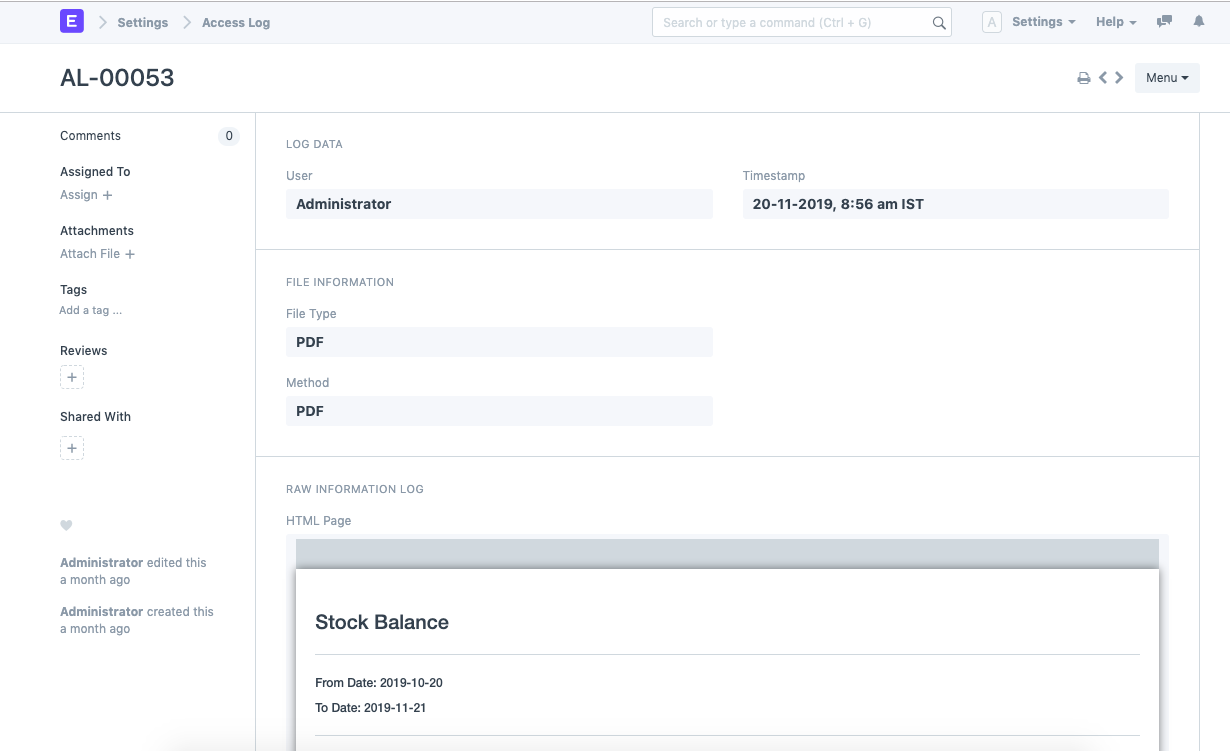 E Settings Access Log Search or type a command (Ctrl + G) A Settings Help
AL-00053 Menu
Comments 0
Assigned To
Assign +
Attachments
Attach File +
Tags
Add a tag ...
Reviews
+
Shared With
+
Administrator edited this
a month ago
Administrator created this
a month ago
LOG DATA
User
Administrator
Timestamp
20-11-2019, 8:56 am IST
FILE INFORMATION
File Type
PDF
Method
PDF
RAW INFORMATION LOG
HTML Page
Stock Balance
From Date: 2019-10-20
To Date: 2019-11-21